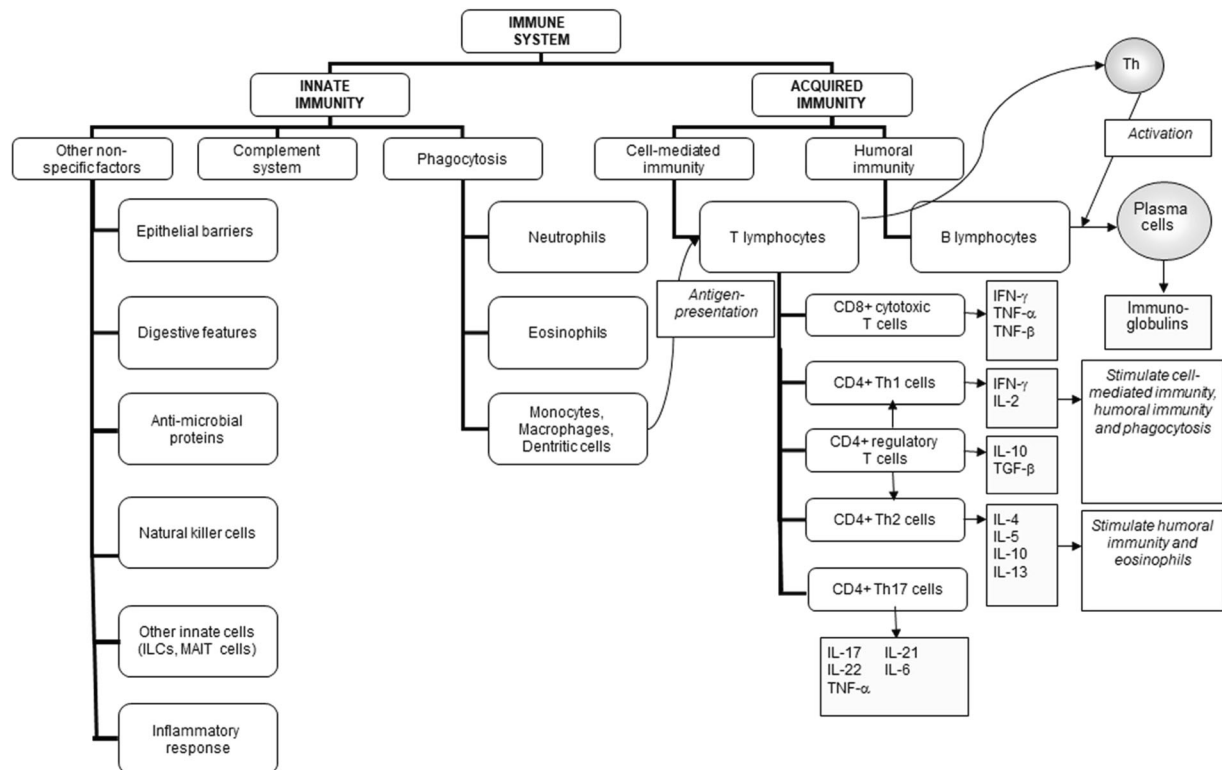 IMMUNE
SYSTEM
INNATE
IMMUNITY
ACQUIRED
IMMUNITY
Th
Activation
Other non-
specific factors
Complement
system
Phagocytosis
Cell-mediated
immunity
Humoral
immunity
Epithelial barriers
Neutrophils
T lymphocytes
B lymphocytes
Plasma
cells
Digestive features
Eosinophils
Antigen-
presentation
CD8+ cytotoxic
T cells
IFN-γ
TNF-α
TNF-β
Immuno-
globulins
Anti-microbial
proteins
Monocytes,
Macrophages,
Dentritic cells
CD4+ Th1 cells
IFN-γ
IL-2
Stimulate cell-
mediated immunity,
humoral immunity
and phagocytosis
CD4+ regulatory
T cells
IL-10
TGF-β
Natural killer cells
CD4+ Th2 cells
IL-4
IL-5
IL-10
IL-13
Stimulate humoral
immunity and
eosinophils
CD4+ Th17 cells
Other innate cells
(ILCs, MAIT cells)
IL-17 IL-21
IL-22 IL-6
TNF-α
Inflammatory
response